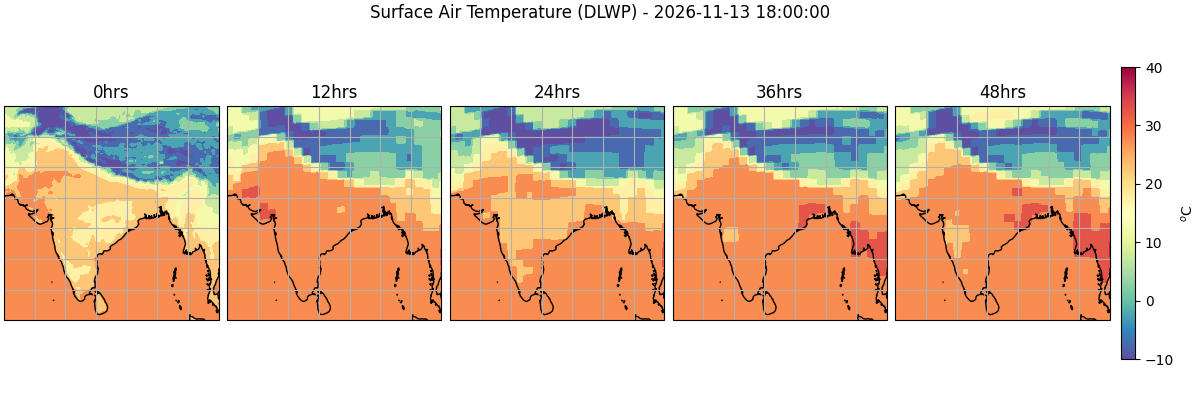 Surface Air Temperature (DLWP) - 2026-11-13 18:00:00
0hrs
12hrs
24hrs
36hrs
48hrs
40
30
20
10
0
−10
°C